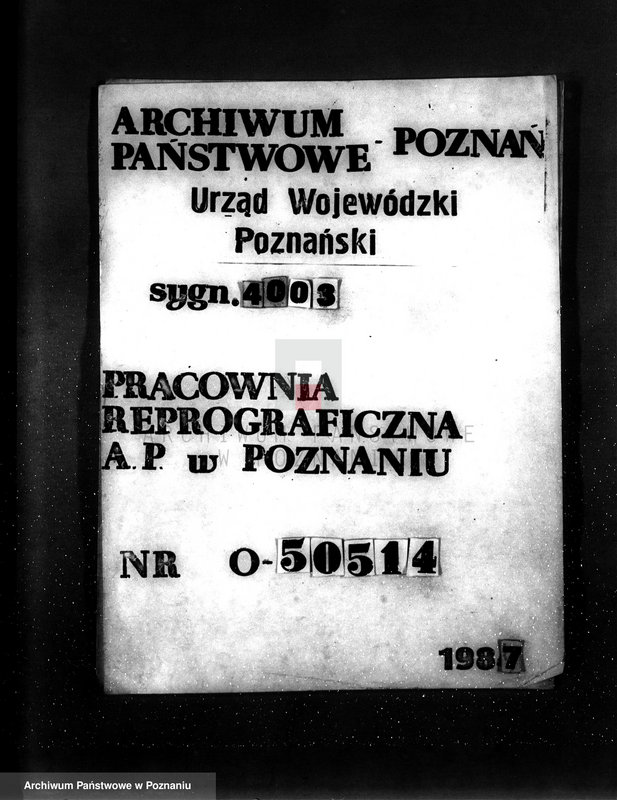 ARCHIWUM
PAŃSTWOWE - POZNAŃ
Urząd Wojewódzki
Poznański
sygn. 4003
PRACOWNIA
REPROGRAFICZNA
A.P. w POZNANIU
NR O-50514
1987
Archiwum Państwowe w Poznaniu